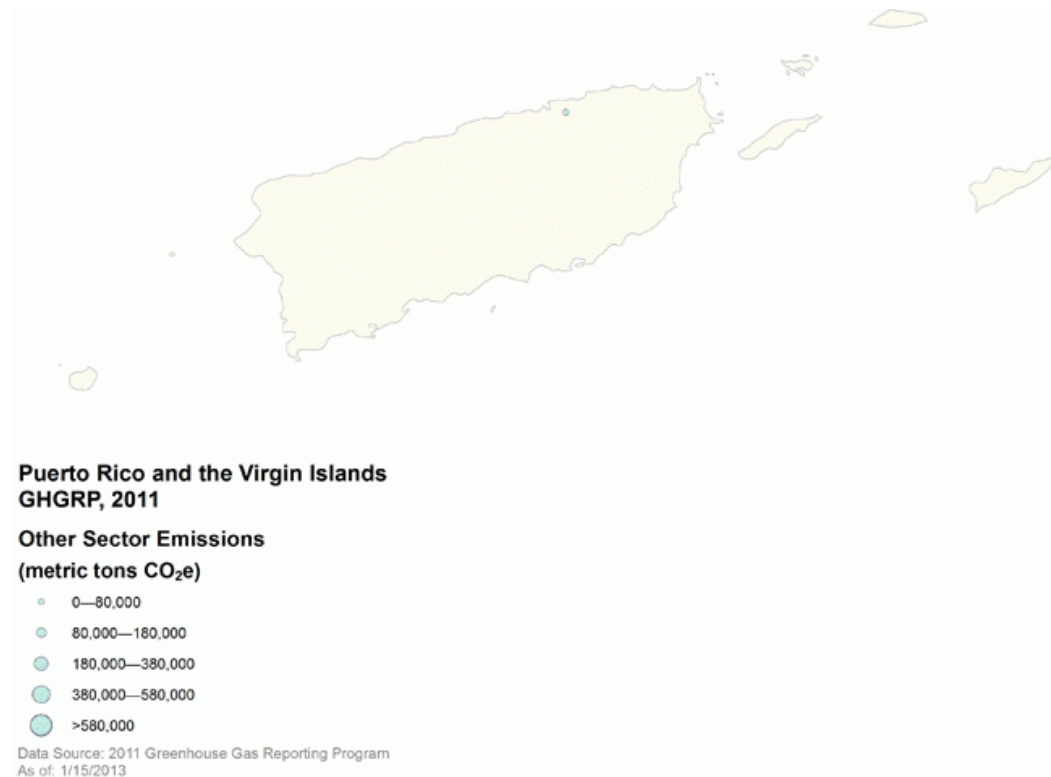 Puerto Rico and the Virgin Islands
GHGRP, 2011
Other Sector Emissions
(metric tons CO₂e)
0—80,000
80,000—180,000
180,000—380,000
380,000—580,000
>580,000
Data Source: 2011 Greenhouse Gas Reporting Program
As of: 1/15/2013